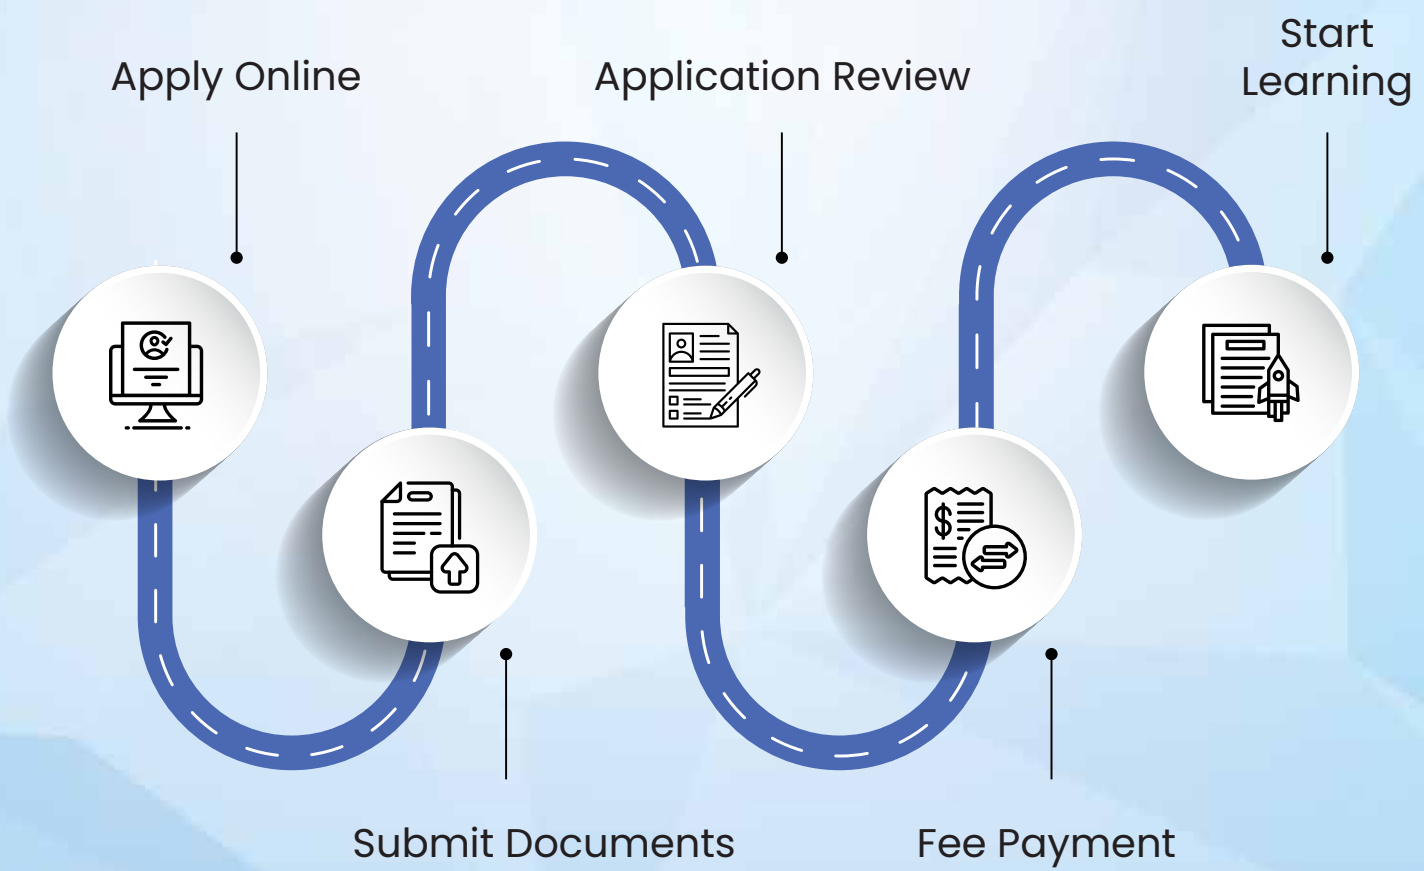 Apply Online
Submit Documents
Application Review
Fee Payment
Start
Learning
$